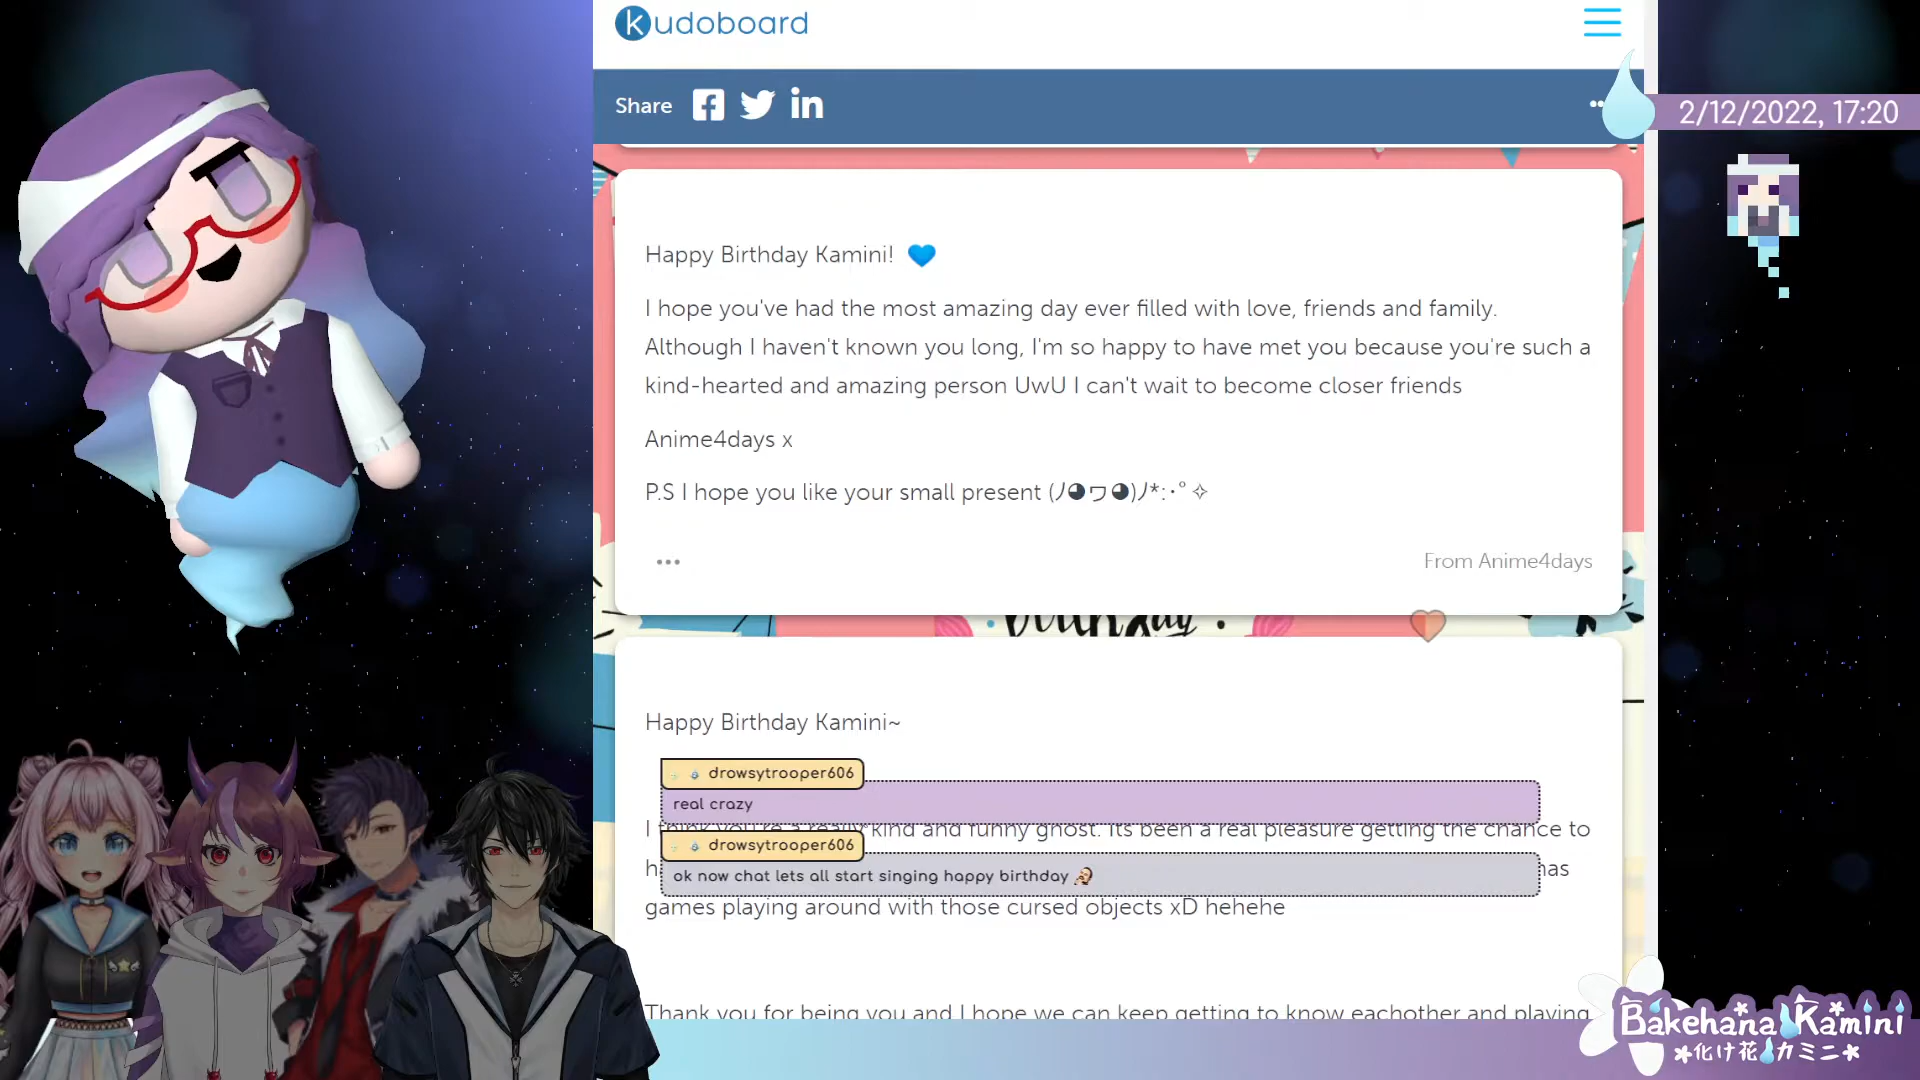 kudoboard
Share
2/12/2022, 17:20
Happy Birthday Kamini! 💙
I hope you've had the most amazing day ever filled with love, friends and family.
Although I haven't known you long, I'm so happy to have met you because you're such a
kind-hearted and amazing person UwU I can't wait to become closer friends
Anime4days x
P.S I hope you like your small present (ﾉ◕ヮ◕)ﾉ*:･ﾟ✧
From Anime4days
birthday
Happy Birthday Kamini~
drowsytrooper606
real crazy
I think you're a really kind and funny ghost. Its been a real pleasure getting the chance to
drowsytrooper606
ok now chat lets all start singing happy birthday
games playing around with those cursed objects xD hehehe
Thank you for being you and I hope we can keep getting to know eachother and playing
Bakehana Kamini
化け花カミニ